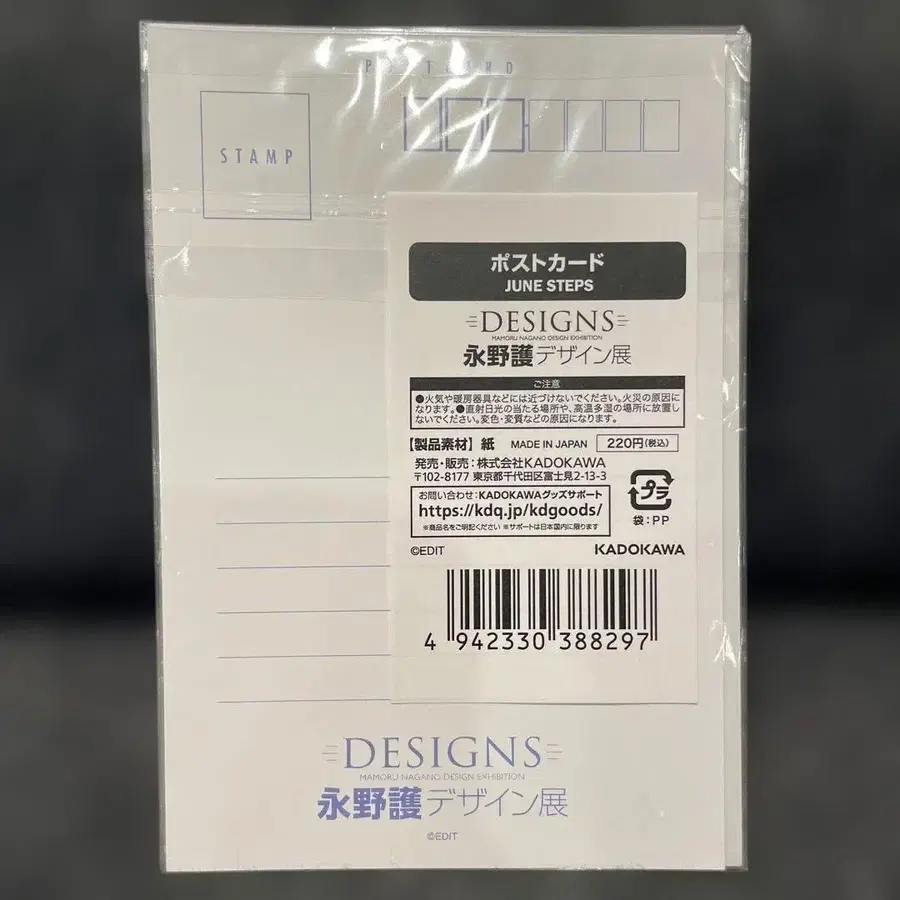 POSTCARD
STAMP
ポストカード
JUNE STEPS
DESIGNS
MAMORU NAGANO DESIGN EXHIBITION
永野護デザイン展
ご注意
●火気や暖房器具などには近づけないでください。火災の原因に
なります。●直射日光の当たる場所や、高温多湿の場所に放置し
ないでください。変色・変質などの原因になります。
【製品素材】紙 MADE IN JAPAN 220円(税込)
発売・販売：株式会社KADOKAWA
〒102-8177 東京都千代田区富士見2-13-3
お問い合わせ：KADOKAWAグッズサポート
https://kdq.jp/kdgoods/
※商品名をご明記ください ※サポートは日本国内に限ります
プラ
袋：PP
©EDIT KADOKAWA
4 942330 388297
DESIGNS
MAMORU NAGANO DESIGN EXHIBITION
永野護デザイン展
©EDIT